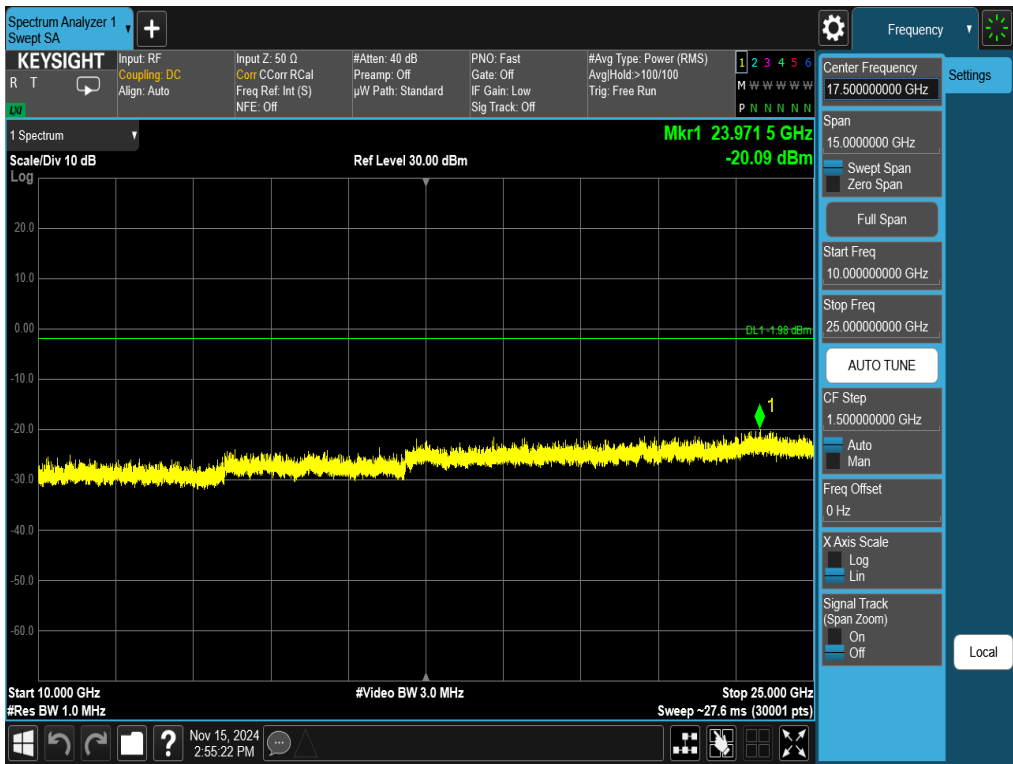 Spectrum Analyzer 1
Swept SA
Frequency
KEYSIGHT
R T
LXI
Input: RF
Coupling: DC
Align: Auto
Input Z: 50 Ω
Corr CCorr RCal
Freq Ref: Int (S)
NFE: Off
#Atten: 40 dB
Preamp: Off
µW Path: Standard
PNO: Fast
Gate: Off
IF Gain: Low
Sig Track: Off
#Avg Type: Power (RMS)
Avg|Hold:>100/100
Trig: Free Run
1 2 3 4 5 6
M W W W W W
P N N N N N
1 Spectrum
Scale/Div 10 dB
Log
Ref Level 30.00 dBm
Mkr1 23.971 5 GHz
-20.09 dBm
20.0
10.0
0.00
DL1 -1.98 dBm
-10.0
1
-20.0
-30.0
-40.0
-50.0
-60.0
Start 10.000 GHz
#Res BW 1.0 MHz
#Video BW 3.0 MHz
Stop 25.000 GHz
Sweep ~27.6 ms (30001 pts)
Nov 15, 2024
2:55:22 PM
Center Frequency
17.500000000 GHz
Settings
Span
15.0000000 GHz
Swept Span
Zero Span
Full Span
Start Freq
10.000000000 GHz
Stop Freq
25.000000000 GHz
AUTO TUNE
CF Step
1.500000000 GHz
Auto
Man
Freq Offset
0 Hz
X Axis Scale
Log
Lin
Signal Track
(Span Zoom)
On
Off
Local